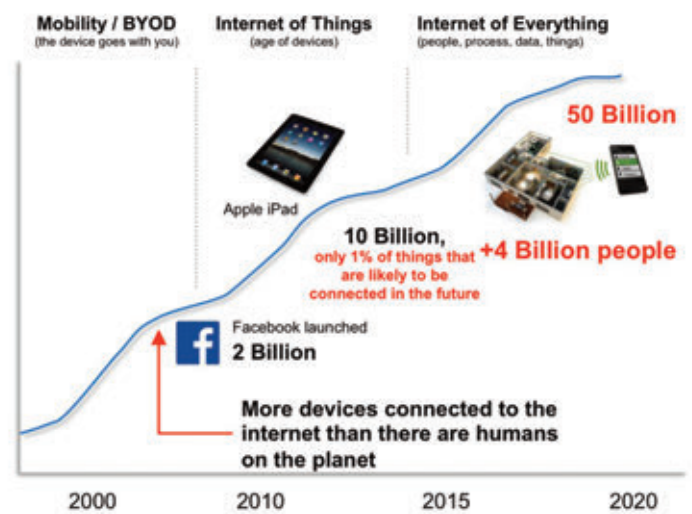 Mobility / BYOD
(the device goes with you)
Internet of Things
(age of devices)
Internet of Everything
(people, process, data, things)
50 Billion
Apple iPad
10 Billion,
only 1% of things that
are likely to be
connected in the future
+4 Billion people
f
Facebook launched
2 Billion
More devices connected to the
internet than there are humans
on the planet
2000
2010
2015
2020